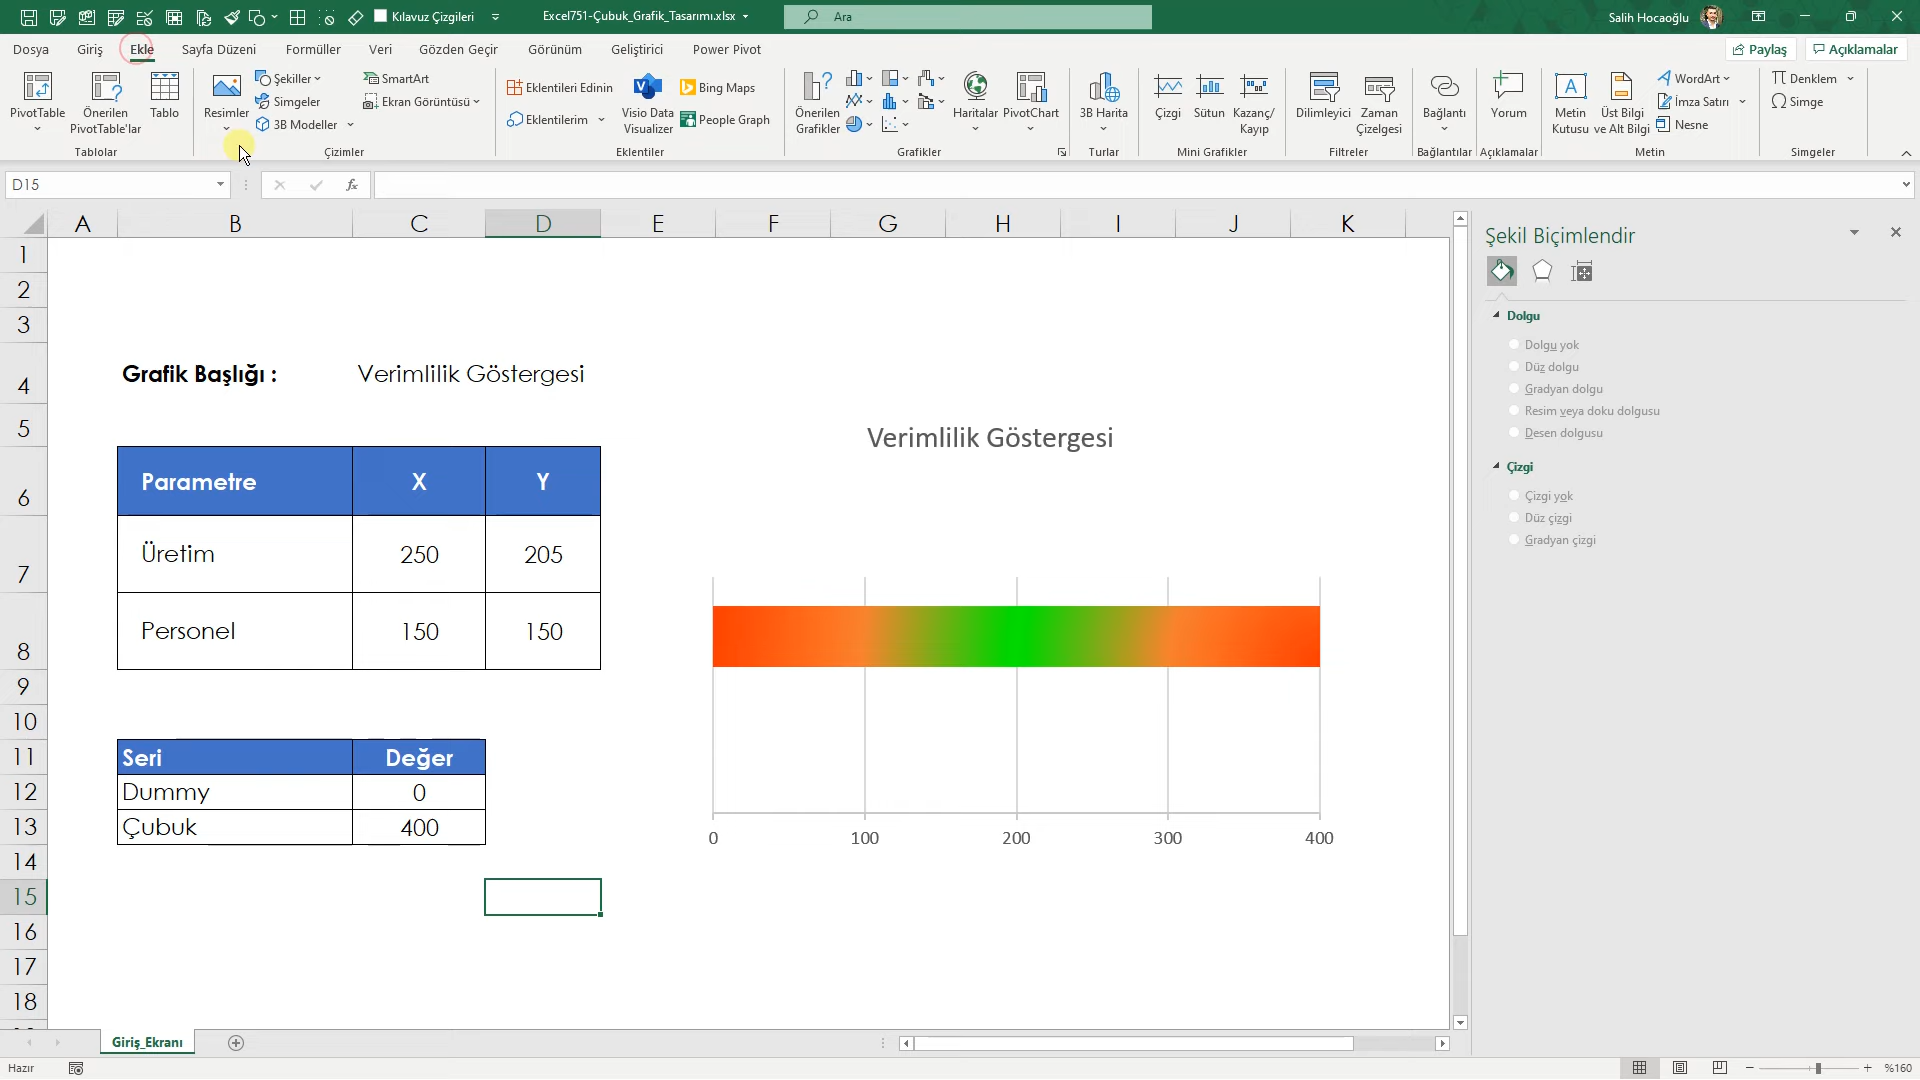 Kılavuz Çizgileri
Excel751-Çubuk_Grafik_Tasarımı.xlsx
Ara
Salih Hocaoğlu
Dosya Giriş Ekle Sayfa Düzeni Formüller Veri Gözden Geçir Görünüm Geliştirici Power Pivot
Paylaş Açıklamalar
PivotTable
Önerilen
PivotTable'lar
Tablo
Tablolar
Resimler
Şekiller
Simgeler
3B Modeller
SmartArt
Ekran Görüntüsü
Çizimler
Eklentileri Edinin
Eklentilerim
Visio Data
Visualizer
Bing Maps
People Graph
Eklentiler
Önerilen
Grafikler
Haritalar
PivotChart
Grafikler
3B Harita
Turlar
Çizgi
Sütun
Kazanç/
Kayıp
Mini Grafikler
Dilimleyici
Zaman
Çizelgesi
Filtreler
Bağlantı
Bağlantılar
Yorum
Açıklamalar
Metin
Kutusu
Üst Bilgi
ve Alt Bilgi
WordArt
İmza Satırı
Nesne
Metin
Denklem
Simge
Simgeler
D15
fx
A B C D E F G H I J K
1
2
3
4
5
6
7
8
9
10
11
12
13
14
15
16
17
18
Grafik Başlığı : Verimlilik Göstergesi
Parametre X Y
Üretim 250 205
Personel 150 150
Seri Değer
Dummy 0
Çubuk 400
Verimlilik Göstergesi
0 100 200 300 400
Şekil Biçimlendir
Dolgu
Dolgu yok
Düz dolgu
Gradyan dolgu
Resim veya doku dolgusu
Desen dolgusu
Çizgi
Çizgi yok
Düz çizgi
Gradyan çizgi
Giriş_Ekranı
Hazır
%160